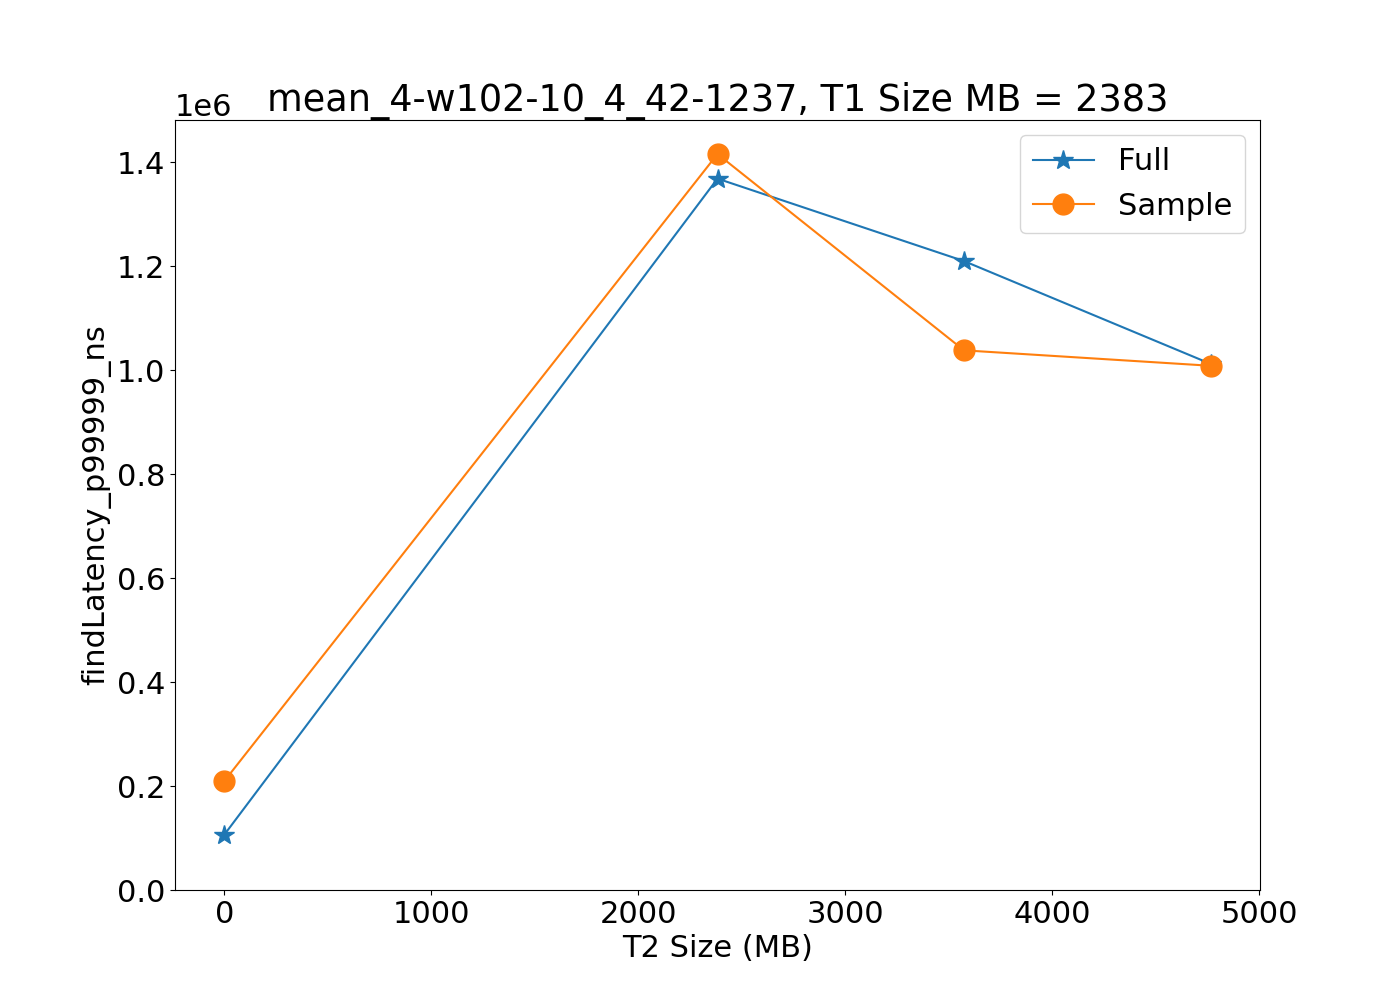 1e6
mean_4-w102-10_4_42-1237, T1 Size MB = 2383
Full
Sample
1.4
1.2
1.0
0.8
0.6
0.4
0.2
0.0
findLatency_p99999_ns
0 1000 2000 3000 4000 5000
T2 Size (MB)